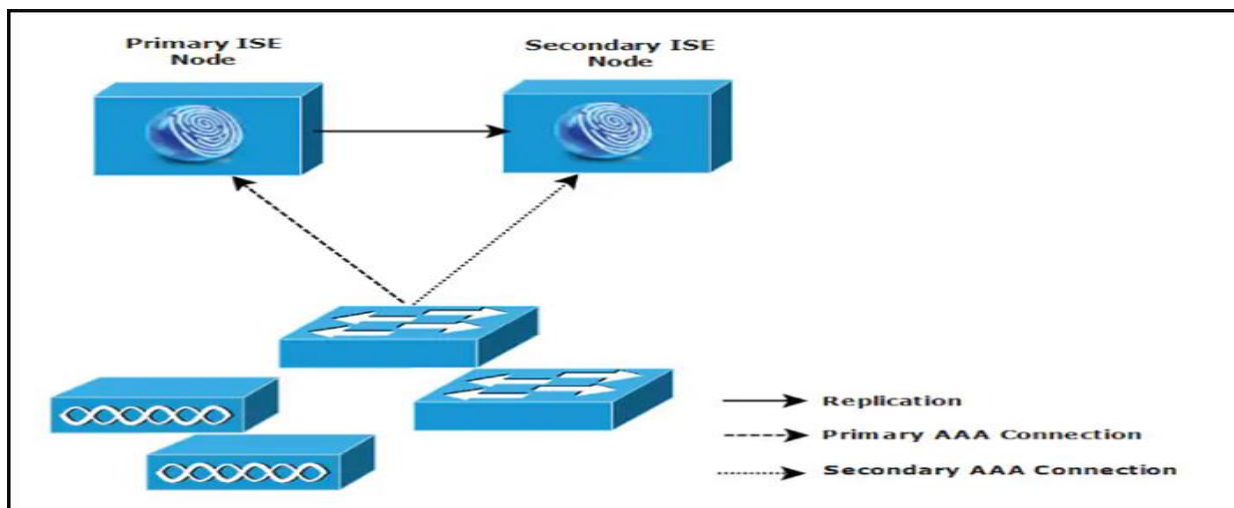 Primary ISE
Node
Secondary ISE
Node
Replication
Primary AAA Connection
Secondary AAA Connection